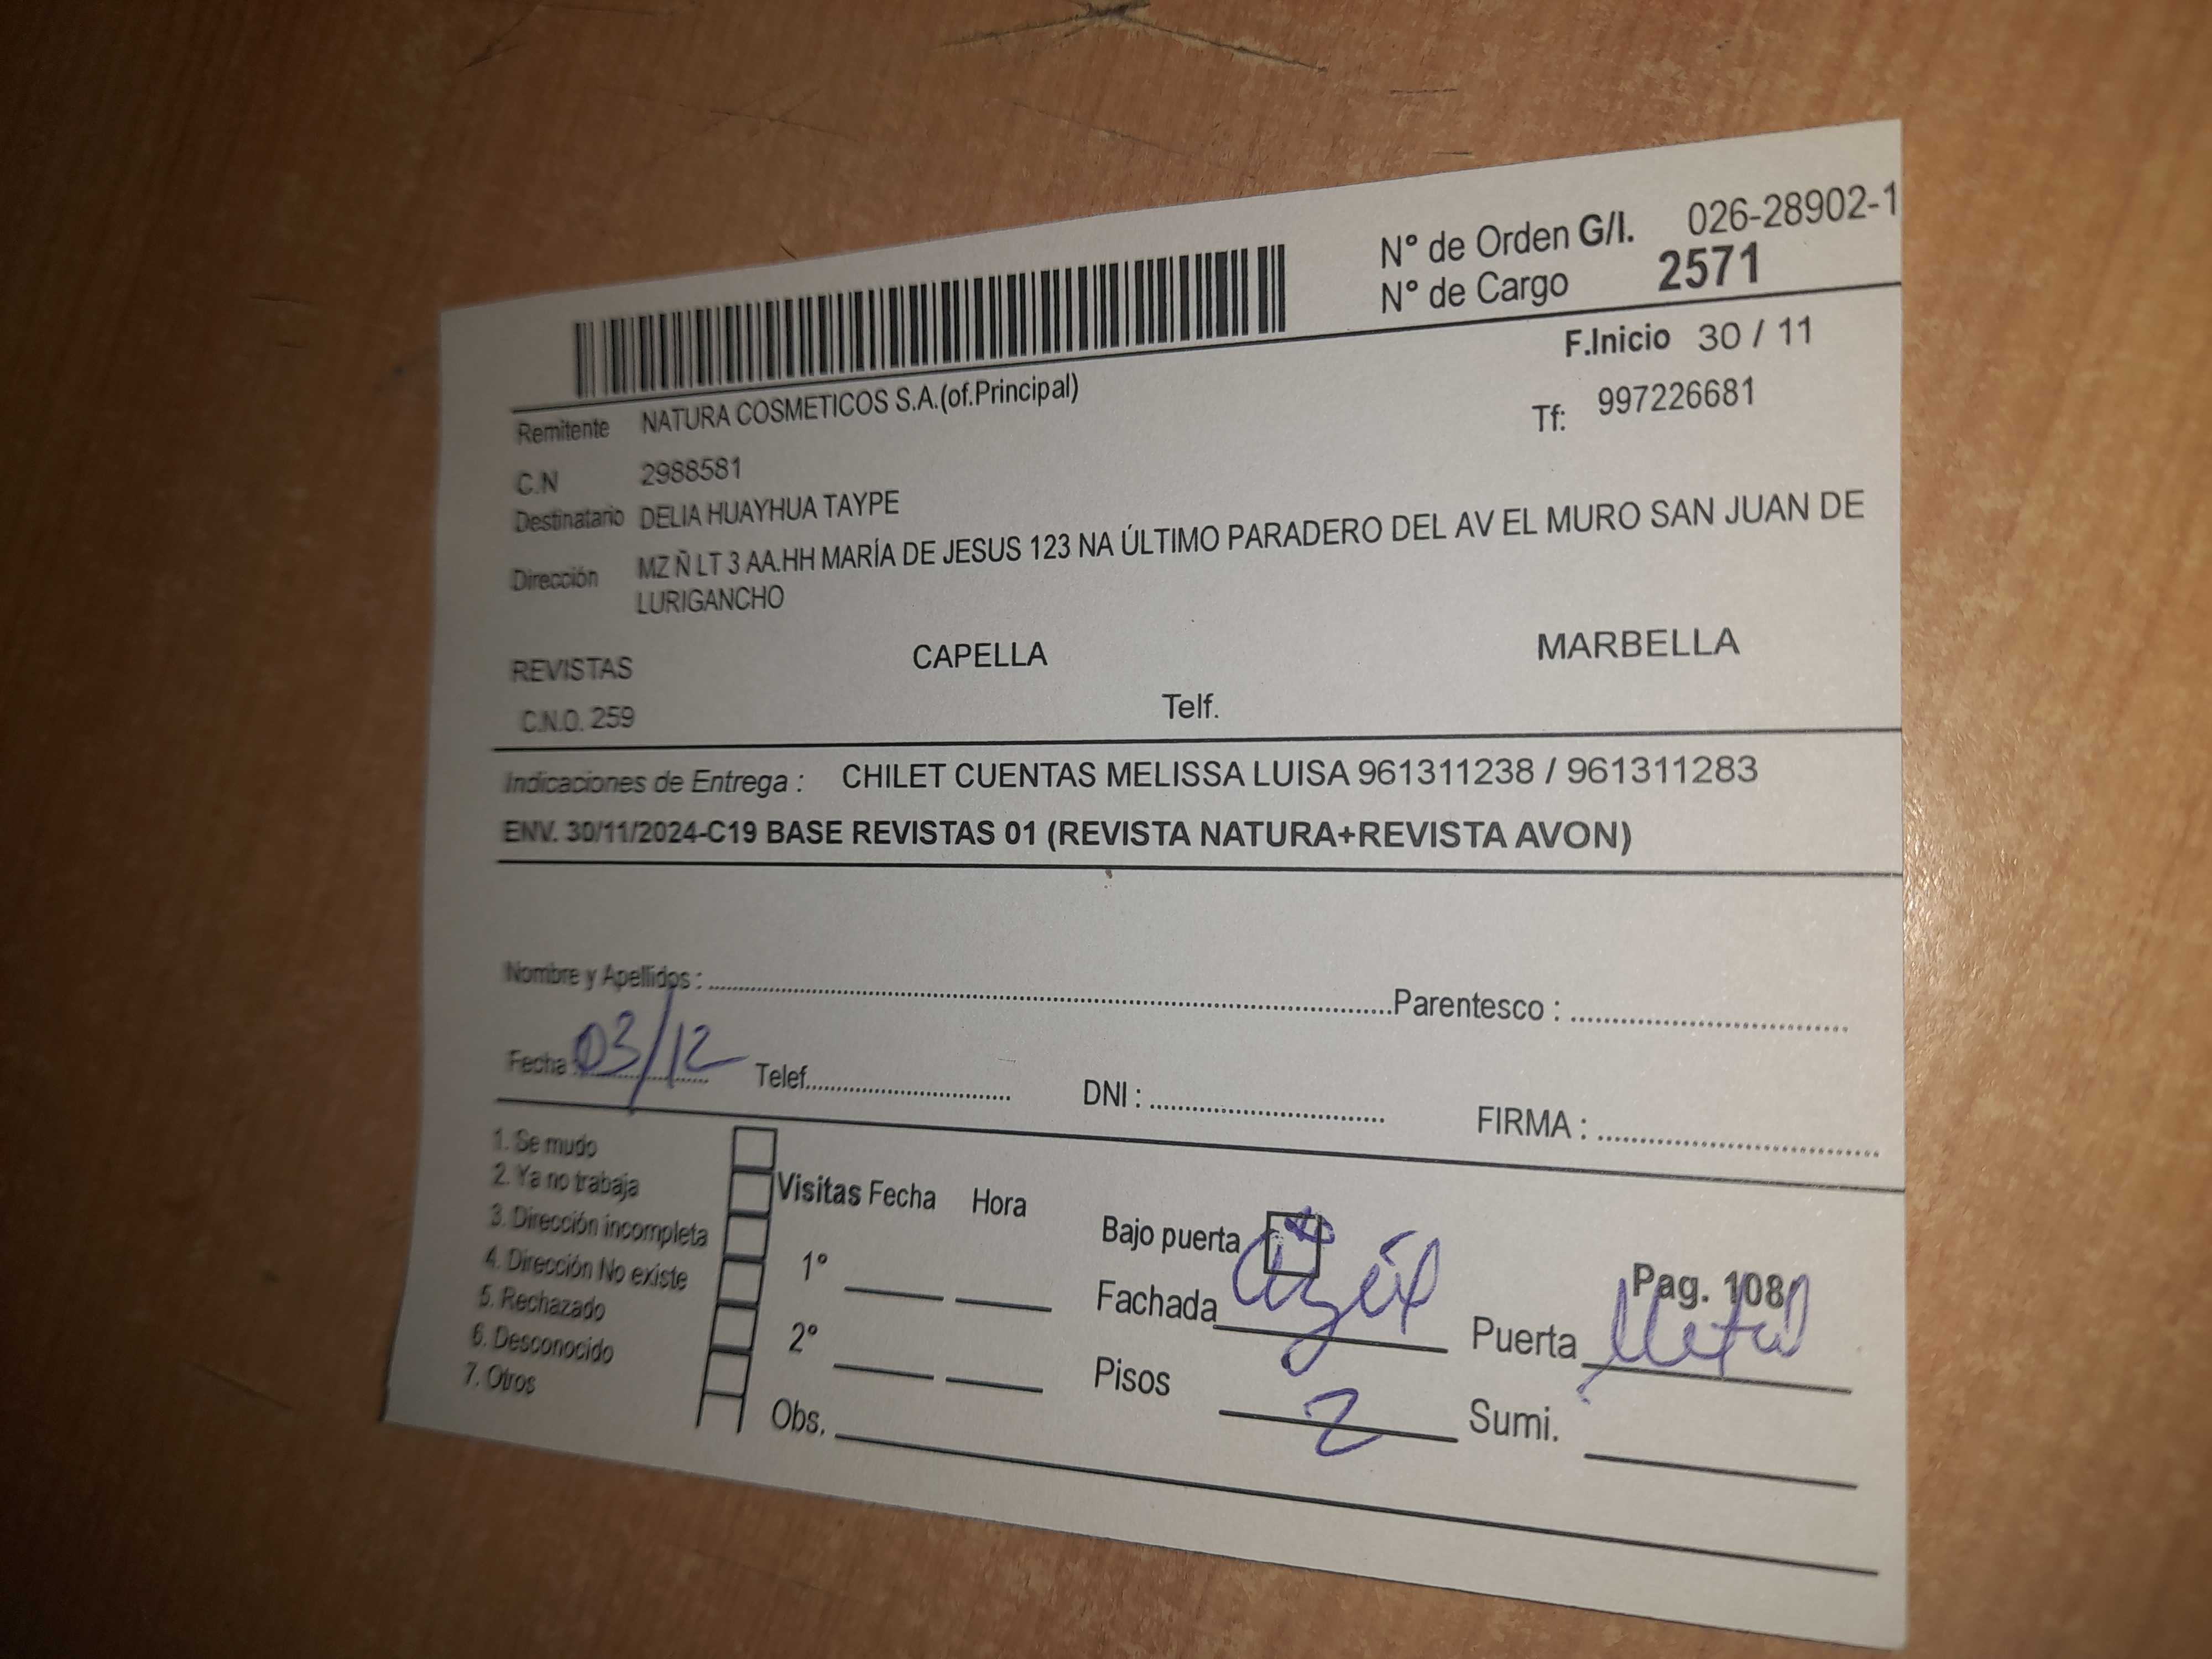 N° de Orden G/I. 026-28902-1
N° de Cargo 2571
F.Inicio 30 / 11
Remitente NATURA COSMETICOS S.A.(of.Principal)
Tf: 997226681
C.N 2988581
Destinatario DELIA HUAYHUA TAYPE
Dirección MZ Ñ LT 3 AA.HH MARÍA DE JESUS 123 NA ÚLTIMO PARADERO DEL AV EL MURO SAN JUAN DE
LURIGANCHO
REVISTAS CAPELLA MARBELLA
C.N.O. 259 Telf.
Indicaciones de Entrega : CHILET CUENTAS MELISSA LUISA 961311238 / 961311283
ENV. 30/11/2024-C19 BASE REVISTAS 01 (REVISTA NATURA+REVISTA AVON)
Nombre y Apellidos : Parentesco :
Fecha : 03/12 Telef. DNI : FIRMA :
1. Se mudo
2. Ya no trabaja
3. Dirección incompleta
4. Dirección No existe
5. Rechazado
6. Desconocido
7. Otros
Visitas Fecha Hora
1°
2°
Obs.
Bajo puerta
Pag. 108
Fachada azul Puerta Metal
Pisos 2 Sumi.